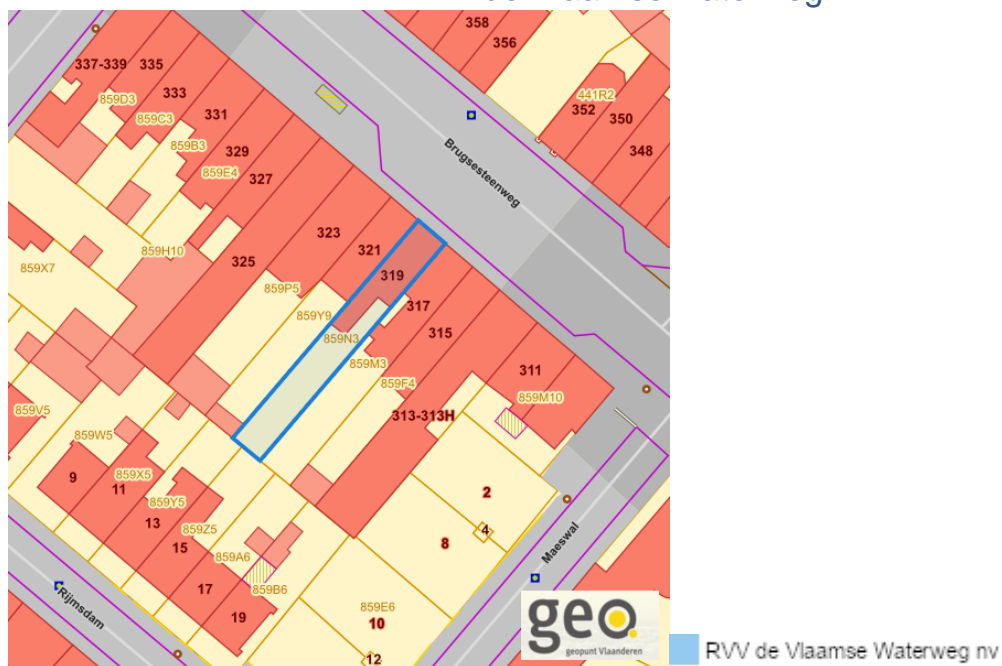 358
356
337-339
335
333
331
329
327
859D3
859C3
859B3
859E4
441R2
352
350
348
Brugsesteenweg
323
321
319
317
315
325
859H10
859X7
859P5
859Y9
859N3
859M3
859F4
311
859M10
313-313H
859V5
859W5
859X5
9
11
859Y5
13
859Z5
15
859A6
17
859B6
19
2
4
8
859E6
10
12
Maeswal
Rijmsdam
geo
geopunt Vlaanderen
RVV de Vlaamse Waterweg nv